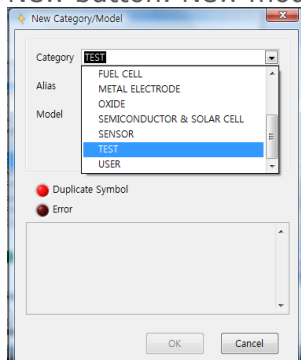 New Category/Model
Category TEST
FUEL CELL
Alias
METAL ELECTRODE
OXIDE
Model
SEMICONDUCTOR & SOLAR CELL
SENSOR
TEST
USER
Duplicate Symbol
Error
OK Cancel